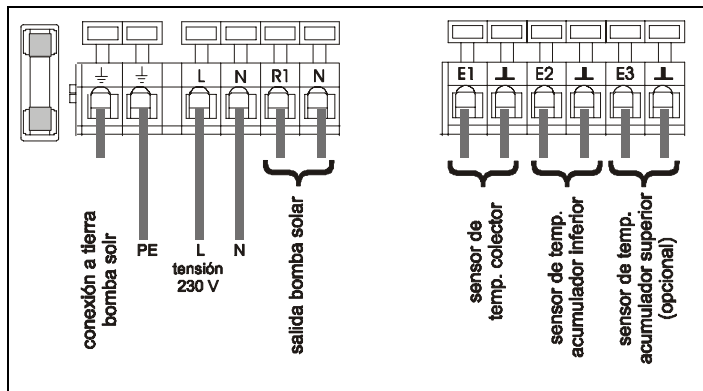 ⏚ ⏚ L N R1 N
E1 ⊥ E2 ⊥ E3 ⊥
conexión a tierra
bomba solr
PE
L N
tensión
230 V
salida bomba solar
sensor de
temp. colector
sensor de temp.
acumulador inferior
sensor de temp.
acumulador superior
(opcional)